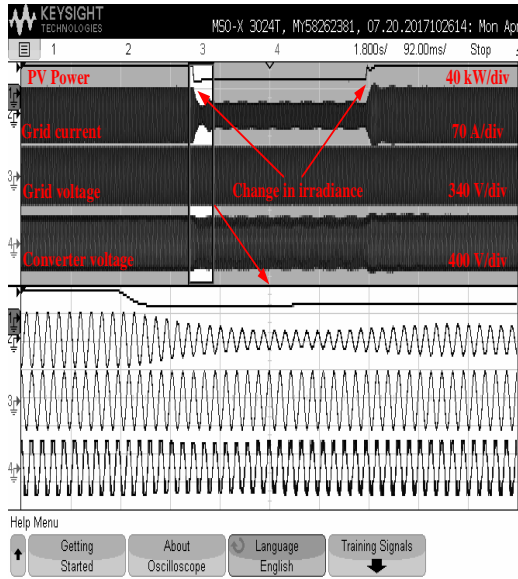 KEYSIGHT
TECHNOLOGIES
MSO-X 3024T, MY58262381, 07.20.2017102614: Mon Apr
1 2 3 4 1.800s/ 92.00ms/ Stop
PV Power 40 kW/div
Grid current 70 A/div
Grid voltage Change in irradiance 340 V/div
Converter voltage 400 V/div
Help Menu
Getting Started
About Oscilloscope
Language English
Training Signals